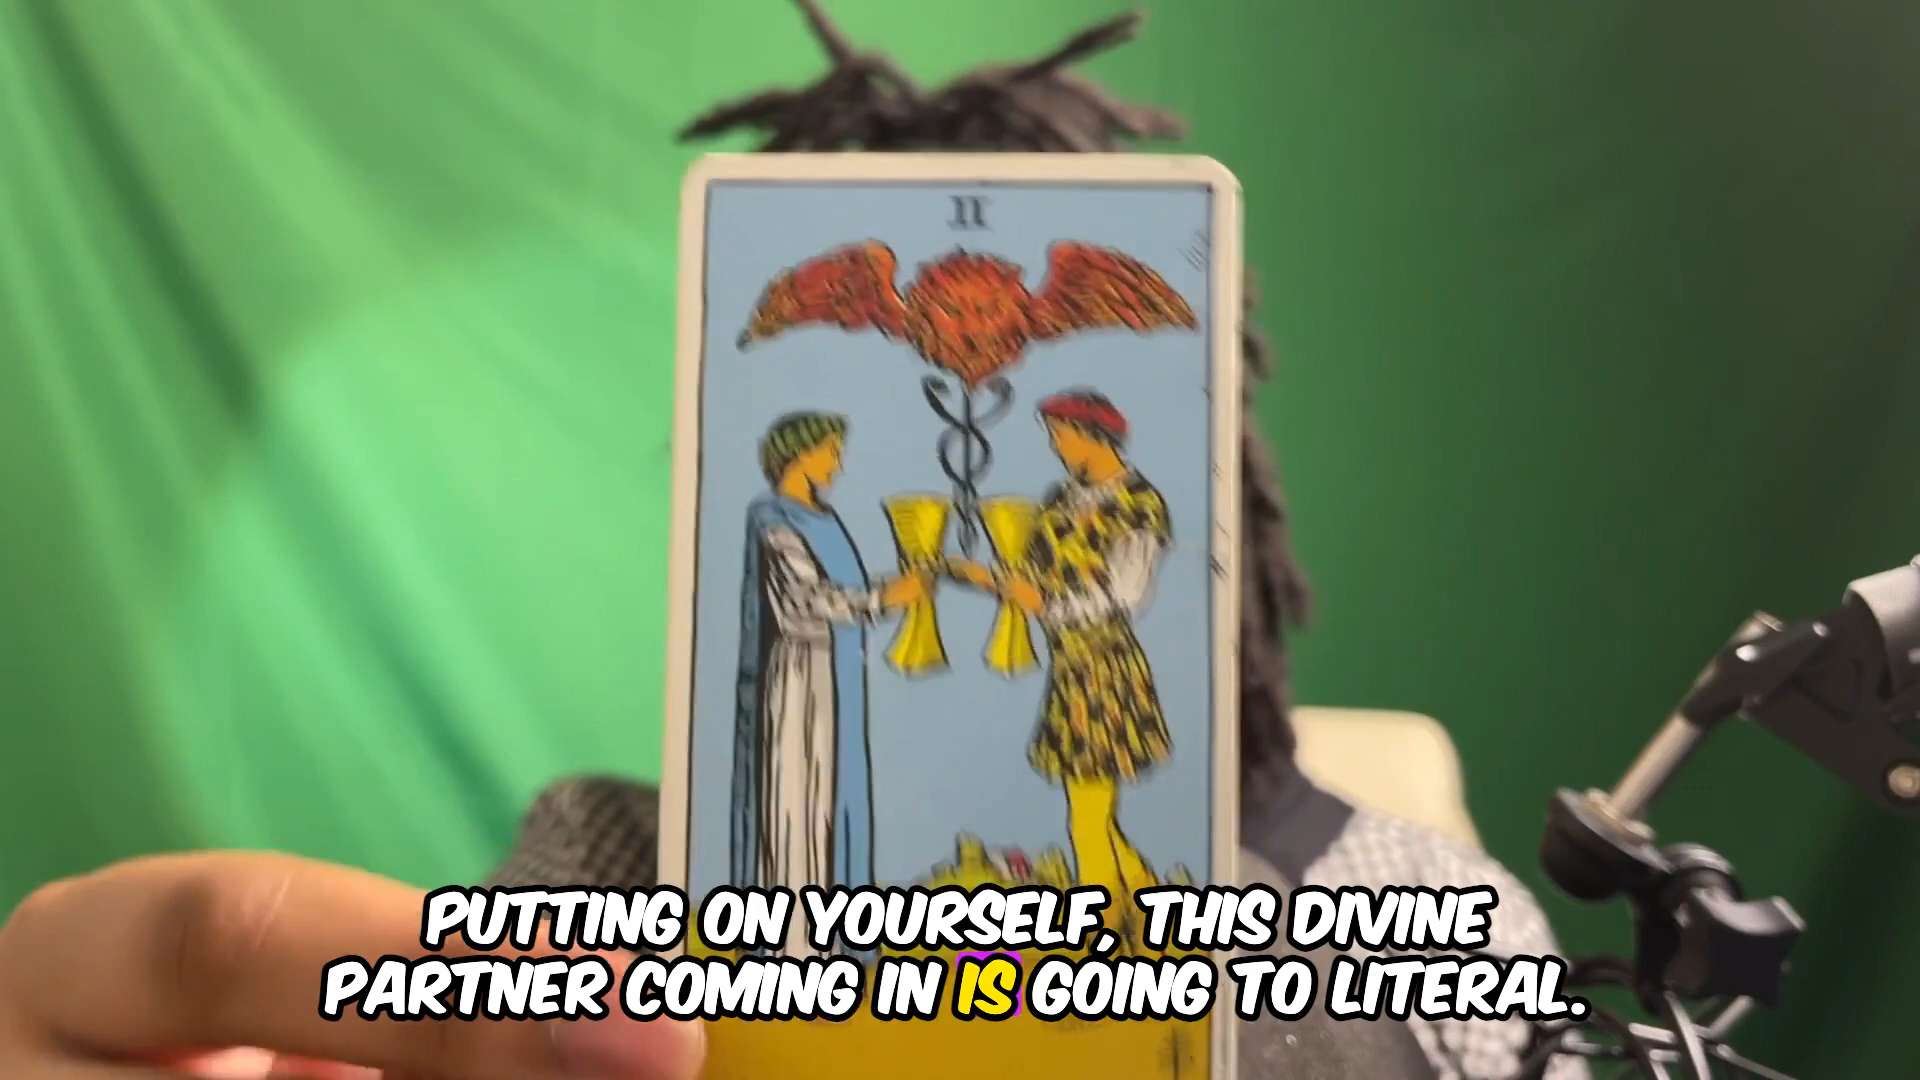 II
PUTTING ON YOURSELF, THIS DIVINE
PARTNER COMING IN IS GOING TO LITERAL.